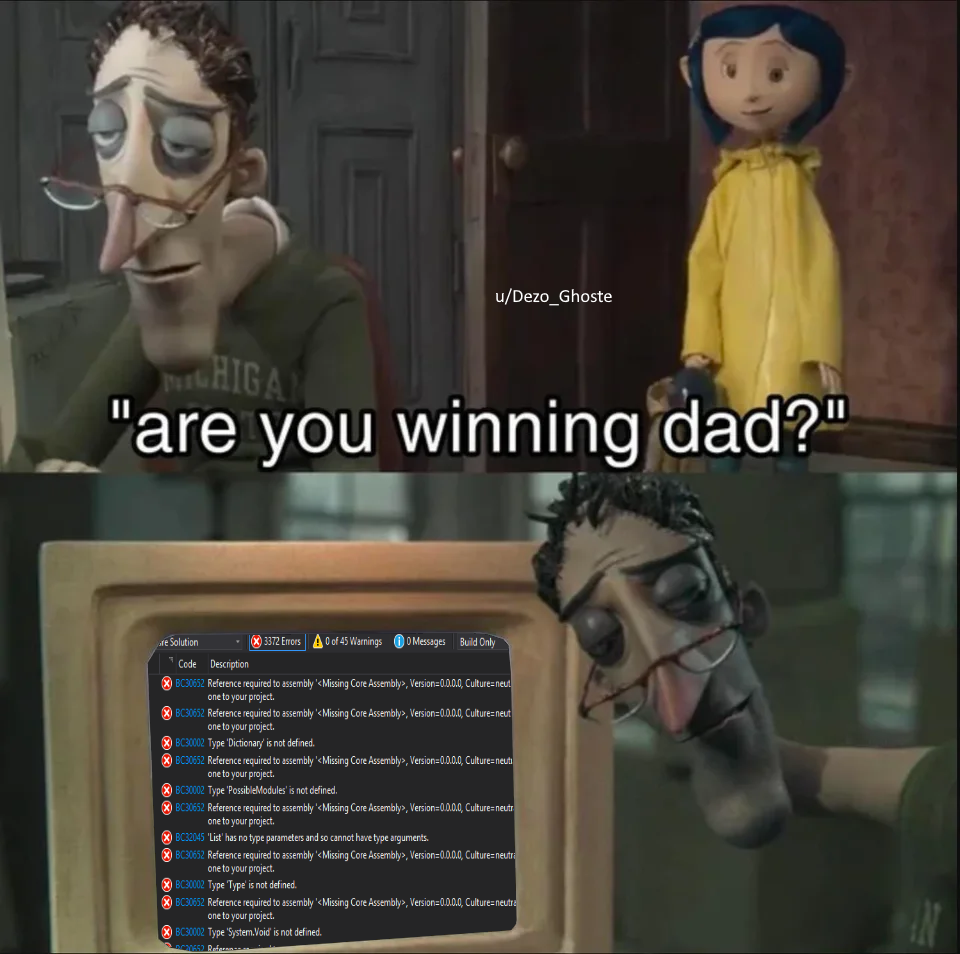 u/Dezo_Ghoste
MICHIGA
"are you winning dad?"
re Solution
3372 Errors
0 of 45 Warnings
0 Messages
Build Only
Code Description
BC30652 Reference required to assembly '<Missing Core Assembly>, Version=0.0.0.0, Culture=neut
one to your project.
BC30652 Reference required to assembly '<Missing Core Assembly>, Version=0.0.0.0, Culture=neut
one to your project.
BC30002 Type 'Dictionary' is not defined.
BC30652 Reference required to assembly '<Missing Core Assembly>, Version=0.0.0.0, Culture=neutr
one to your project.
BC30002 Type 'PossibleModules' is not defined.
BC30652 Reference required to assembly '<Missing Core Assembly>, Version=0.0.0.0, Culture=neutr
one to your project.
BC32045 'List' has no type parameters and so cannot have type arguments.
BC30652 Reference required to assembly '<Missing Core Assembly>, Version=0.0.0.0, Culture=neutra
one to your project.
BC30002 Type 'Type' is not defined.
BC30652 Reference required to assembly '<Missing Core Assembly>, Version=0.0.0.0, Culture=neutra
one to your project.
BC30002 Type 'System.Void' is not defined.
BC30652